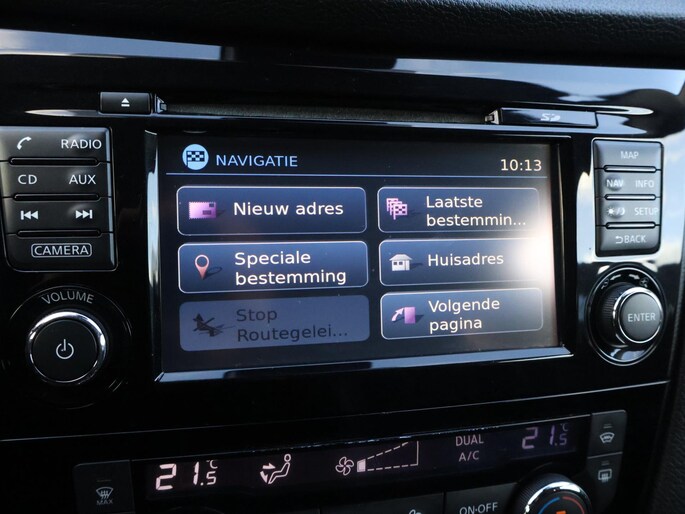 SD
RADIO
CD AUX
CAMERA
VOLUME
NAVIGATIE
10:13
Nieuw adres
Laatste
bestemmin...
Speciale
bestemming
Huisadres
Stop
Routegelei...
Volgende
pagina
MAP
NAV INFO
SETUP
BACK
ENTER
MAX
21.5
DUAL
A/C
21.5
ON·OFF